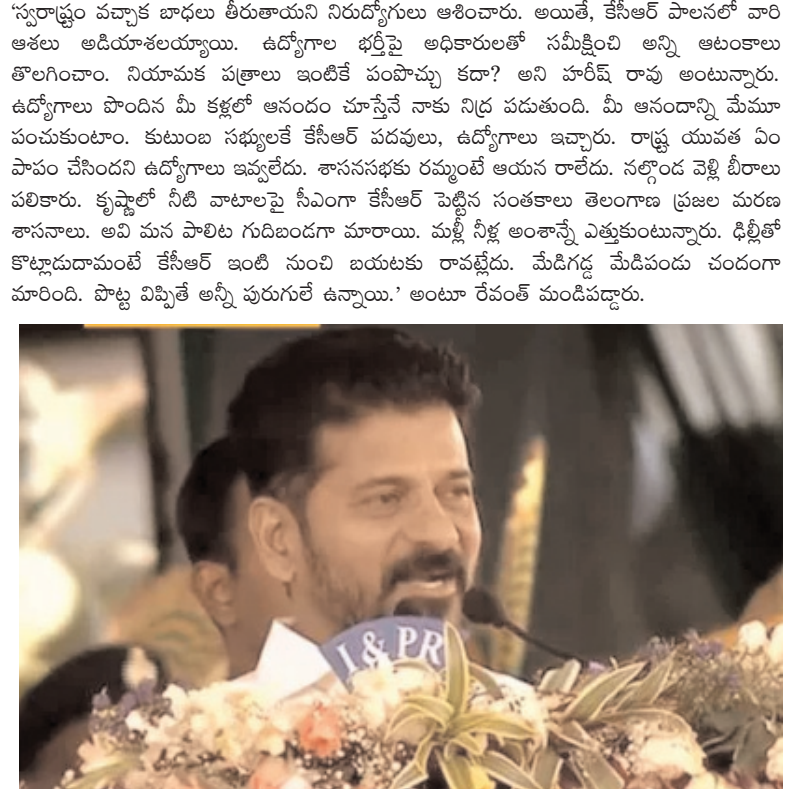 ‘స్వరాష్ట్రం వచ్చాక బాధలు తీరుతాయని నిరుద్యోగులు ఆశించారు. అయితే, కేసీఆర్ పాలనలో వారి
ఆశలు అడియాశలయ్యాయి. ఉద్యోగాల భర్తీపై అధికారులతో సమీక్షించి అన్ని ఆటంకాలు
తొలగించాం. నియామక పత్రాలు ఇంటికే పంపొచ్చు కదా? అని హరీష్ రావు అంటున్నారు.
ఉద్యోగాలు పొందిన మీ కళ్లలో ఆనందం చూస్తేనే నాకు నిద్ర పడుతుంది. మీ ఆనందాన్ని మేమూ
పంచుకుంటాం. కుటుంబ సభ్యులకే కేసీఆర్ పదవులు, ఉద్యోగాలు ఇచ్చారు. రాష్ట్ర యువత ఏం
పాపం చేసిందని ఉద్యోగాలు ఇవ్వలేదు. శాసనసభకు రమ్మంటే ఆయన రాలేదు. నల్గొండ వెళ్లి బీరాలు
పలికారు. కృష్ణాలో నీటి వాటాలపై సీఎంగా కేసీఆర్ పెట్టిన సంతకాలు తెలంగాణ ప్రజల మరణ
శాసనాలు. అవి మన పాలిట గుదిబండగా మారాయి. మళ్లీ నీళ్ల అంశాన్నే ఎత్తుకుంటున్నారు. ఢిల్లీతో
కొట్లాడుదామంటే కేసీఆర్ ఇంటి నుంచి బయటకు రావట్లేదు. మేడిగడ్డ మేడిపండు చందంగా
మారింది. పొట్ట విప్పితే అన్నీ పురుగులే ఉన్నాయి.’ అంటూ రేవంత్ మండిపడ్డారు.
I & PR